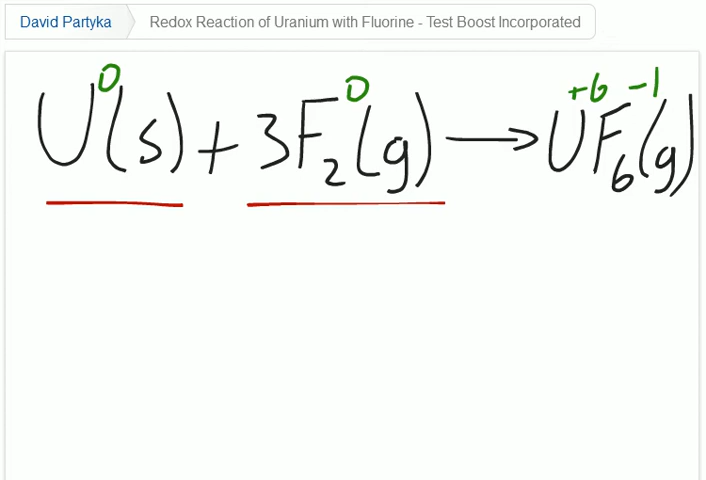 David Partyka Redox Reaction of Uranium with Fluorine - Test Boost Incorporated
0 0 +6 -1
U(s) + 3F₂(g) → UF₆(g)